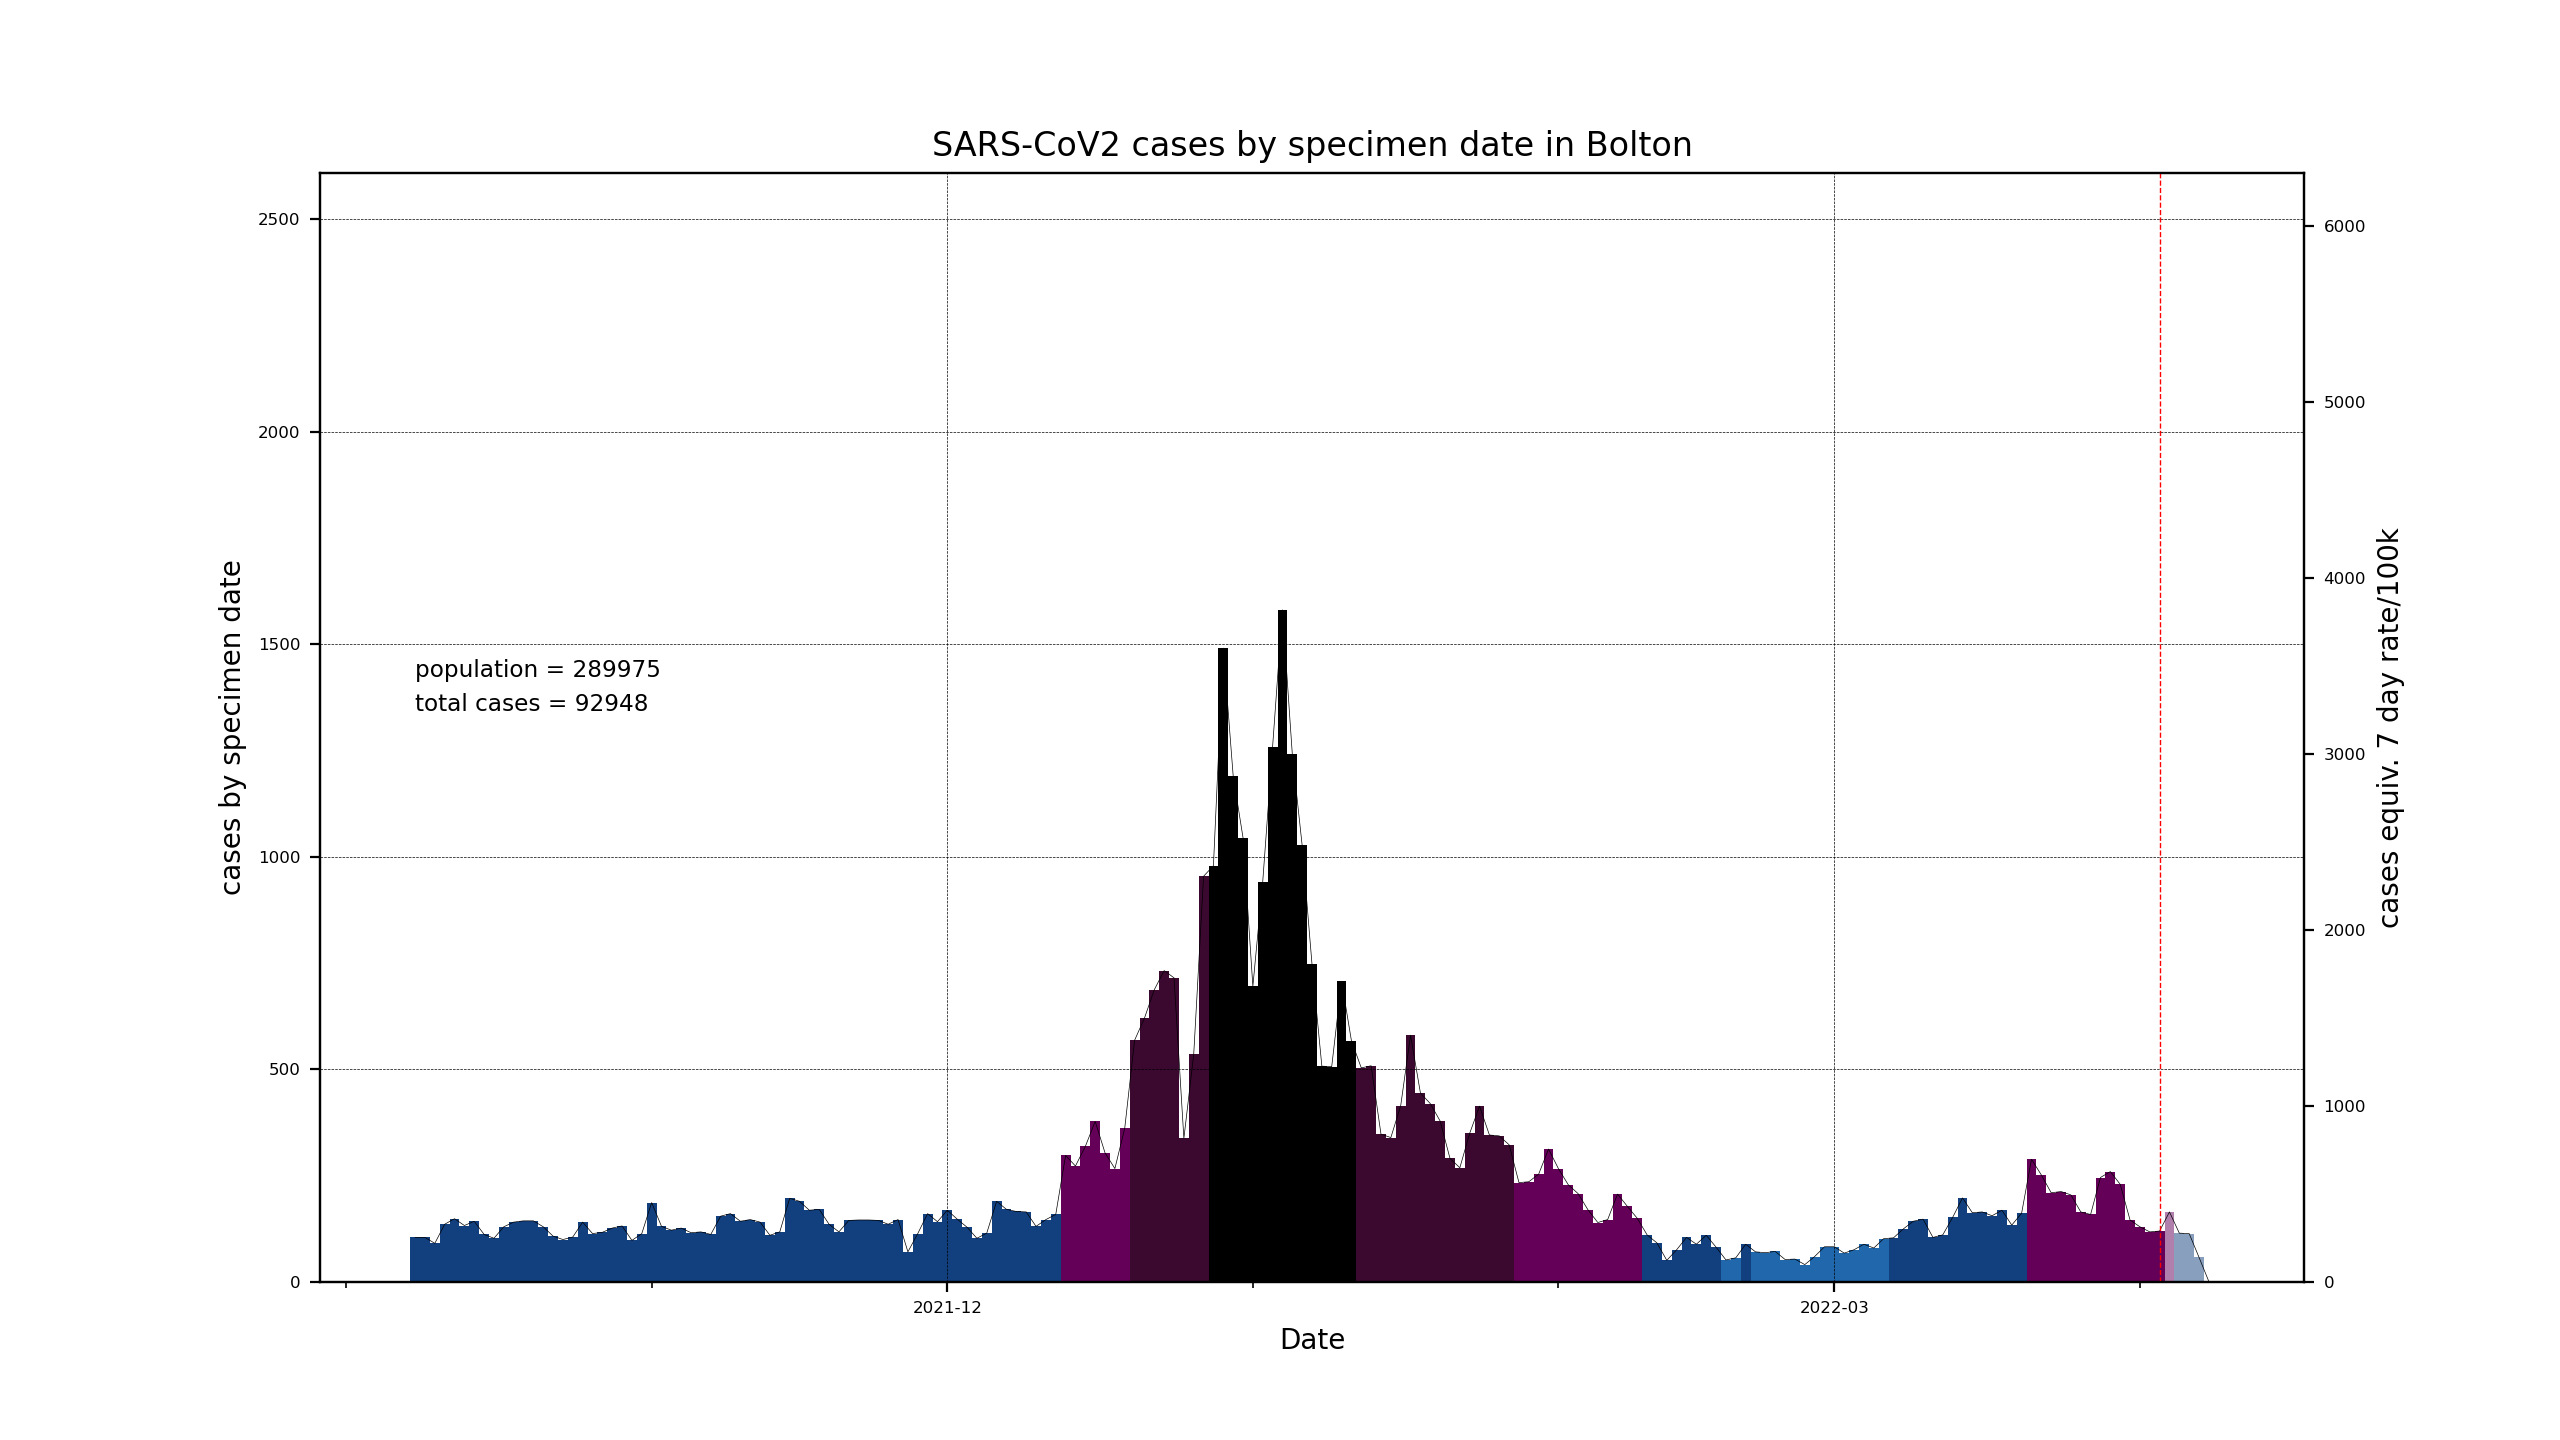 SARS-CoV2 cases by specimen date in Bolton
2500
2000
1500
1000
500
0
cases by specimen date
population = 289975
total cases = 92948
6000
5000
4000
3000
2000
1000
0
cases equiv. 7 day rate/100k
2021-12
2022-03
Date